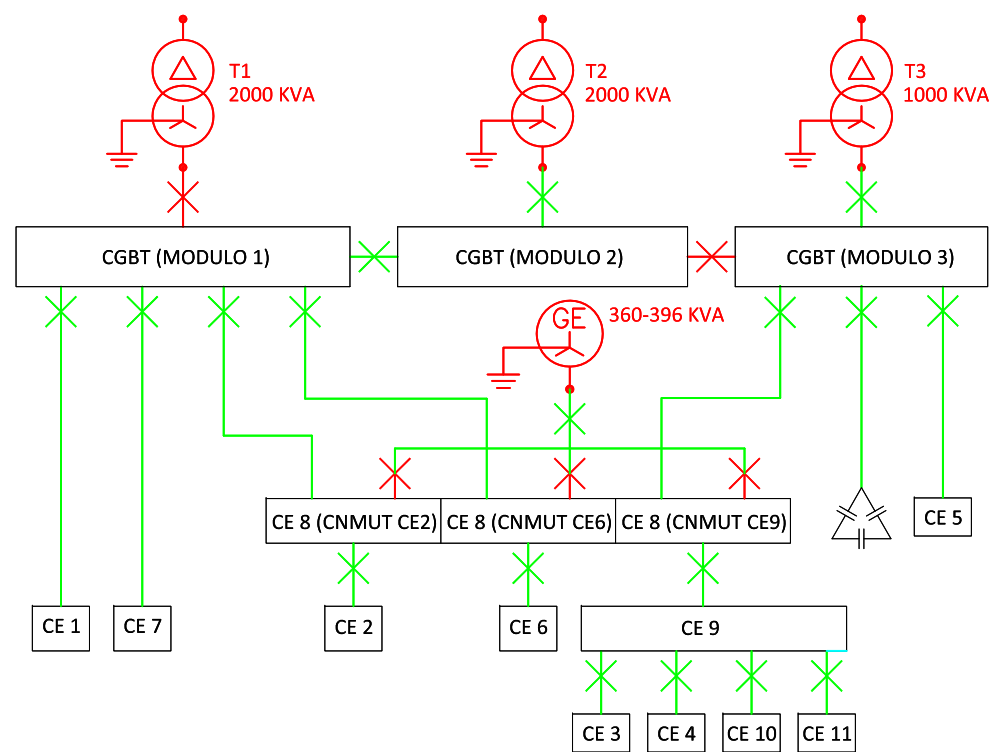 T1
2000 KVA
T2
2000 KVA
T3
1000 KVA
CGBT (MODULO 1)
CGBT (MODULO 2)
CGBT (MODULO 3)
GE
360-396 KVA
CE 8 (CNMUT CE2)
CE 8 (CNMUT CE6)
CE 8 (CNMUT CE9)
CE 5
CE 1
CE 7
CE 2
CE 6
CE 9
CE 3
CE 4
CE 10
CE 11